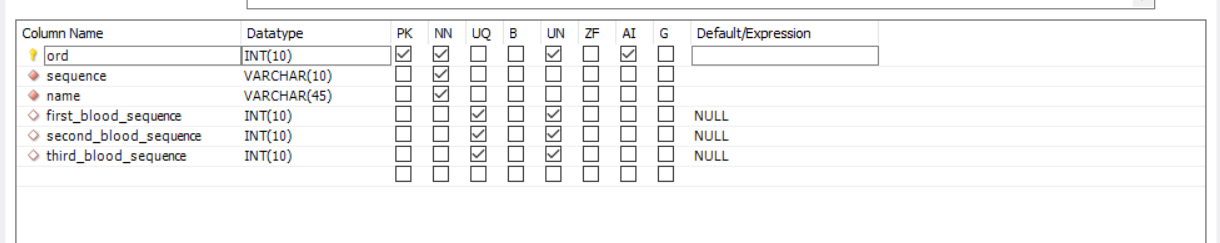 Column Name Datatype PK NN UQ B UN ZF AI G Default/Expression
ord INT(10)
sequence VARCHAR(10)
name VARCHAR(45)
first_blood_sequence INT(10) NULL
second_blood_sequence INT(10) NULL
third_blood_sequence INT(10) NULL